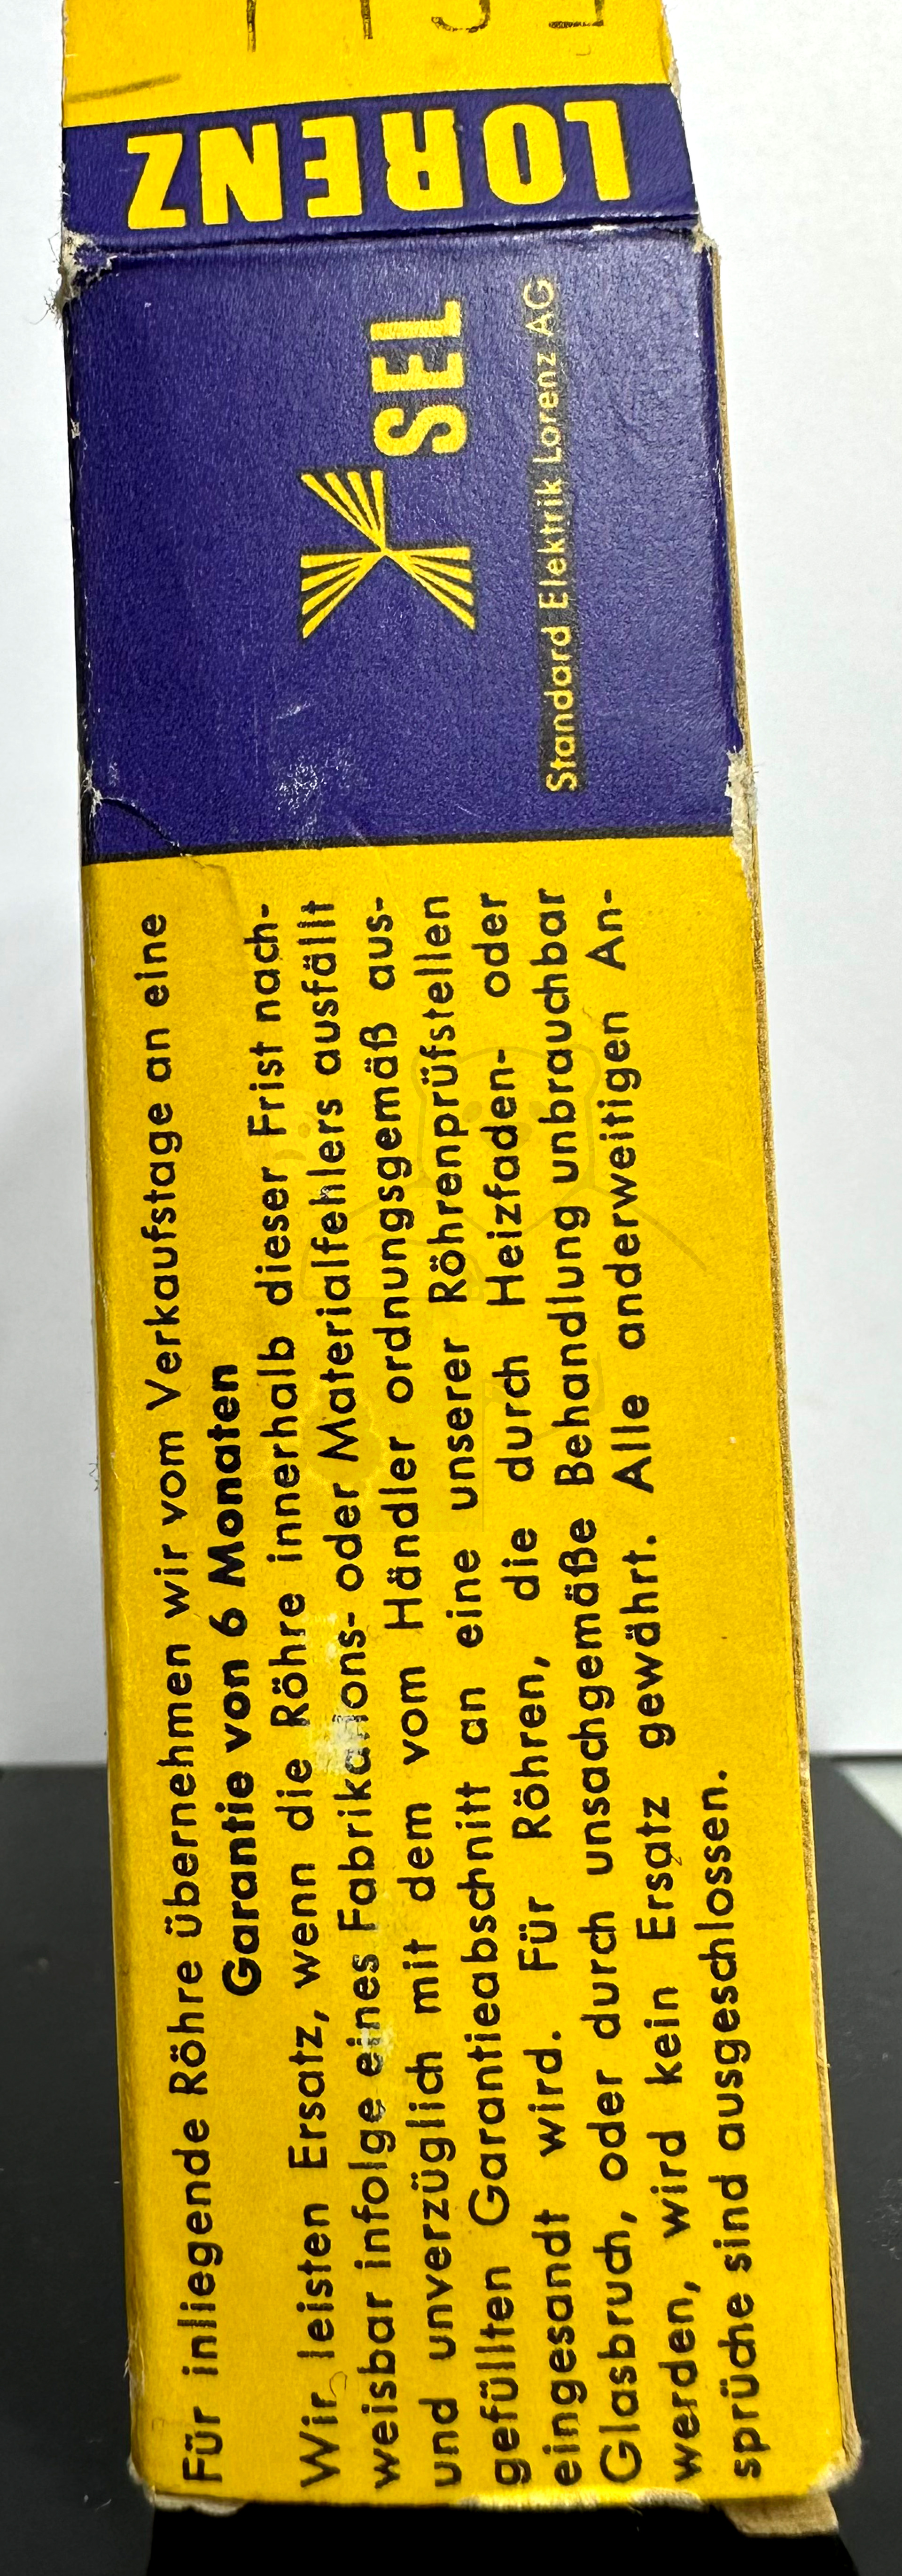 LORENZ
SEL
Standard Elektrik Lorenz AG
Für inliegende Röhre übernehmen wir vom Verkaufstage an eine
Garantie von 6 Monaten
Wir leisten Ersatz, wenn die Röhre innerhalb dieser Frist nach-
weisbar infolge eines Fabrikations- oder Materialfehlers ausfällt
und unverzüglich mit dem vom Händler ordnungsgemäß aus-
gefüllten Garantieabschnitt an eine unserer Röhrenprüfstellen
eingesandt wird. Für Röhren, die durch Heizfaden- oder
Glasbruch, oder durch unsachgemäße Behandlung unbrauchbar
werden, wird kein Ersatz gewährt. Alle anderweitigen An-
sprüche sind ausgeschlossen.